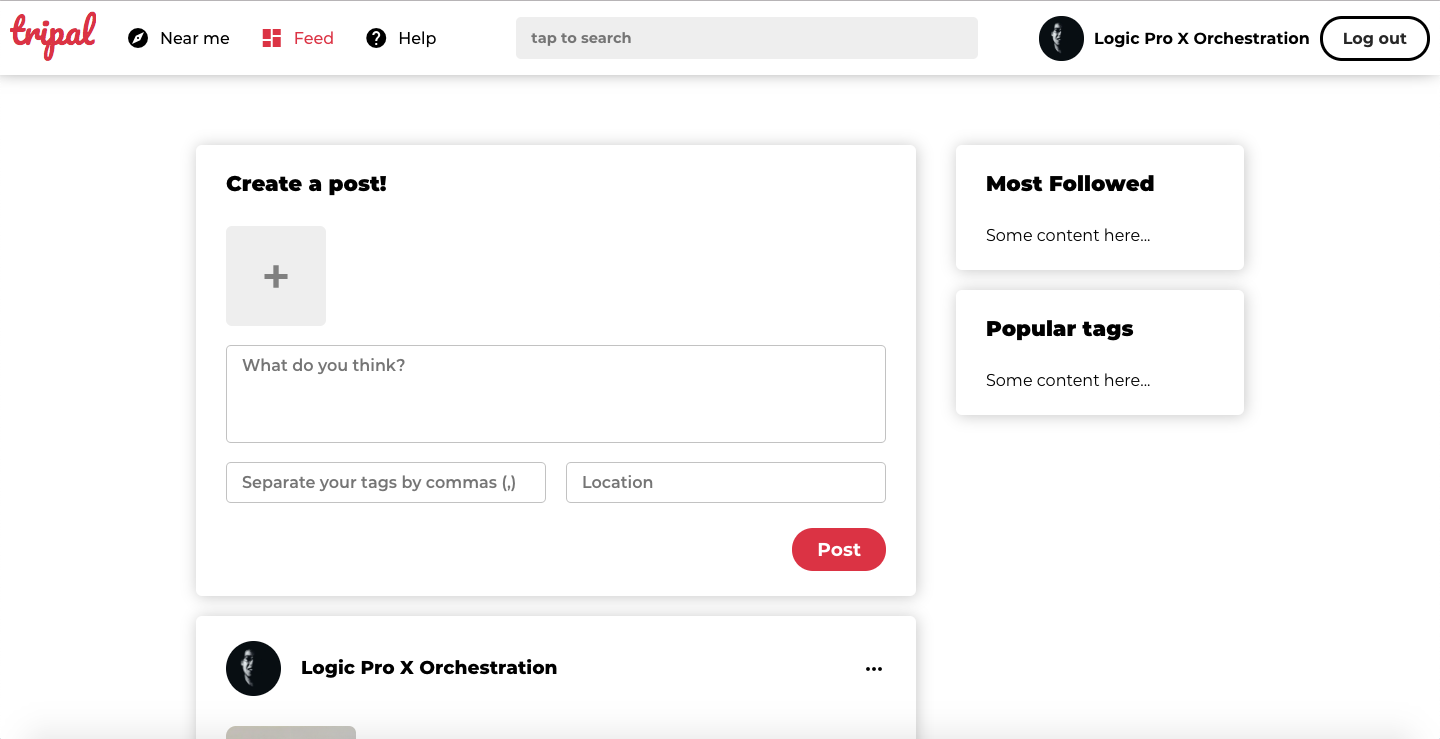 tripal
Near me
Feed
Help
tap to search
Logic Pro X Orchestration
Log out
Create a post!
+
What do you think?
Separate your tags by commas (,)
Location
Post
Most Followed
Some content here...
Popular tags
Some content here...
Logic Pro X Orchestration